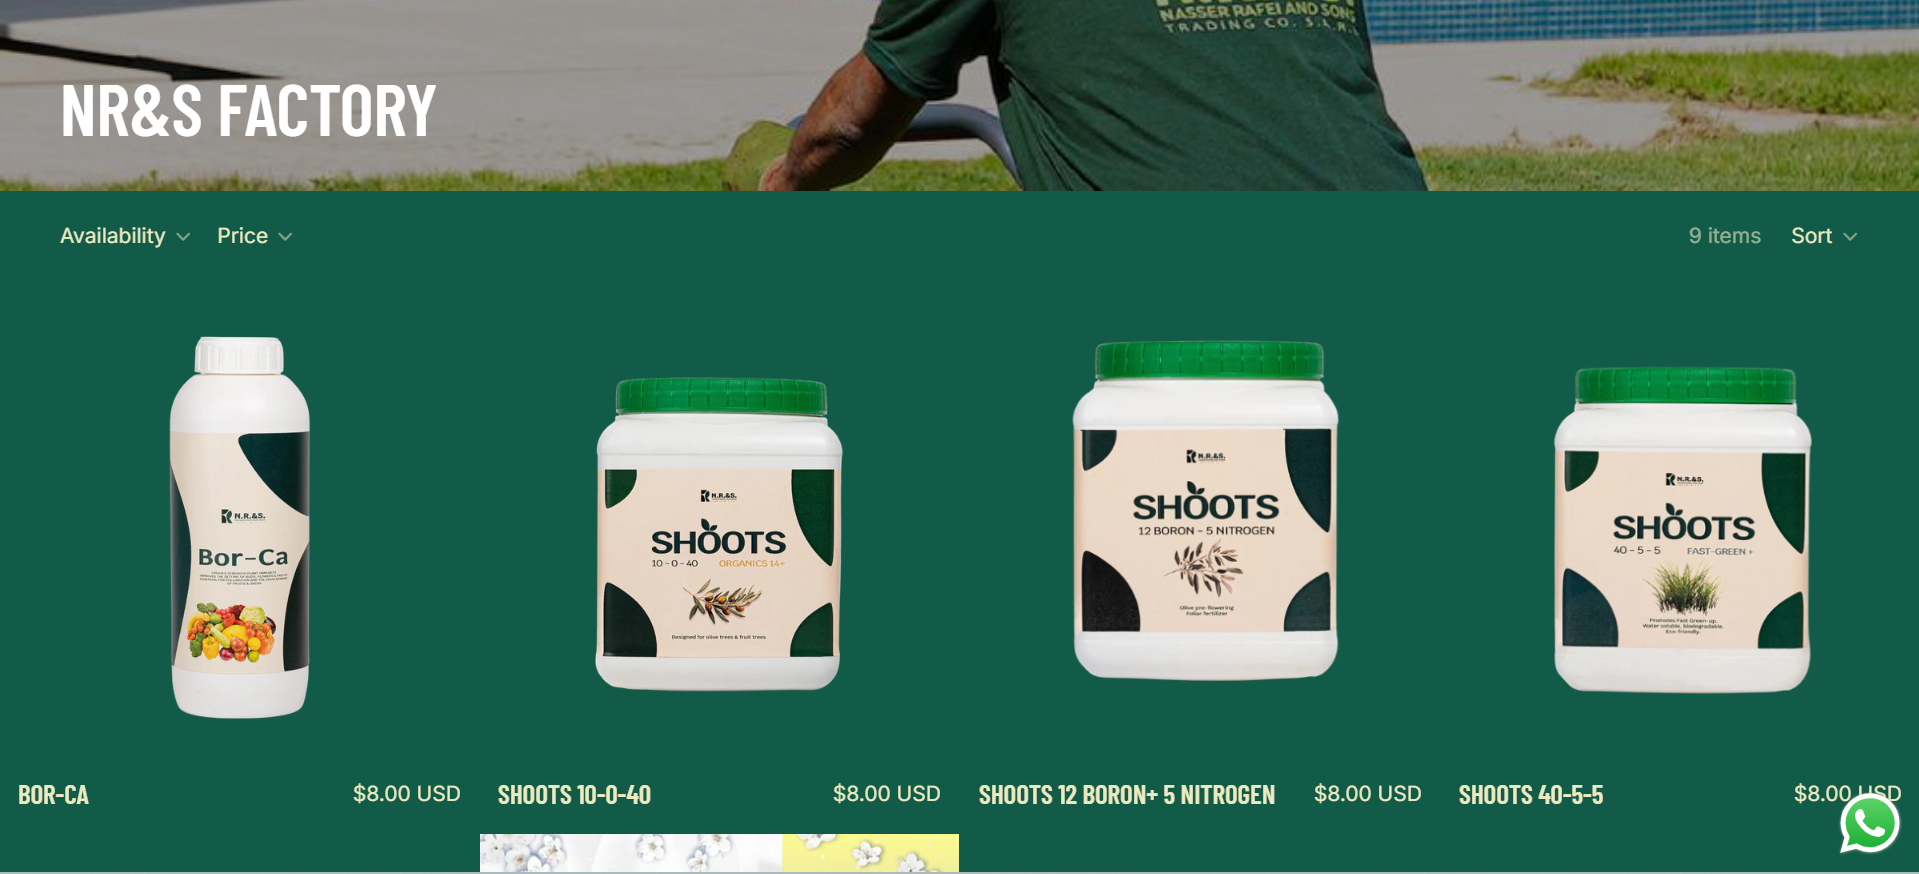 NASSER RAFEI AND SONS
TRADING CO. S.A.R.L
NR&S FACTORY
Availability
Price
9 items
Sort
N.R.&S.
Bor-Ca
N.R.&S.
SHOOTS
10 - 0 - 40 ORGANICS 14+
Designed for olive trees & fruit trees
N.R.&S.
SHOOTS
12 BORON - 5 NITROGEN
Olive pre-flowering
Foliar fertilizer
N.R.&S.
SHOOTS
40 - 5 - 5 FAST-GREEN +
Promotes Fast Green-up.
Water soluble, biodegradable.
Eco-friendly.
BOR-CA
$8.00 USD
SHOOTS 10-0-40
$8.00 USD
SHOOTS 12 BORON+ 5 NITROGEN
$8.00 USD
SHOOTS 40-5-5
$8.00 USD